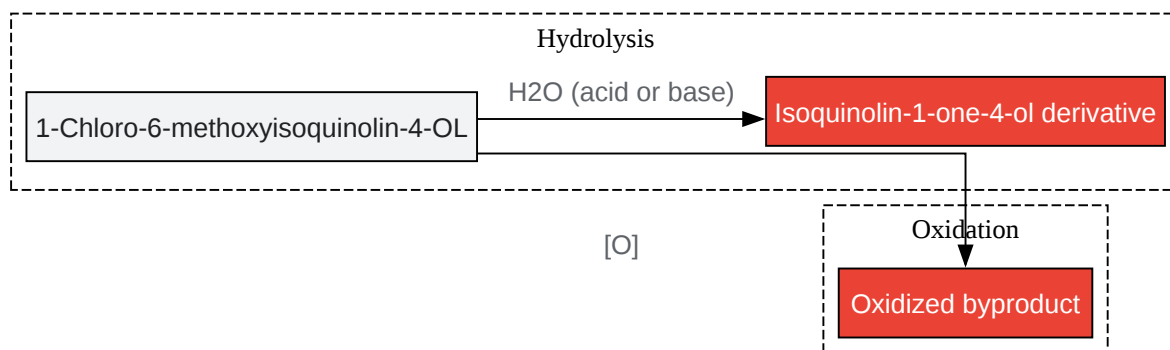 Hydrolysis
H2O (acid or base)
1-Chloro-6-methoxyisoquinolin-4-OL
Isoquinolin-1-one-4-ol derivative
[O]
Oxidation
Oxidized byproduct